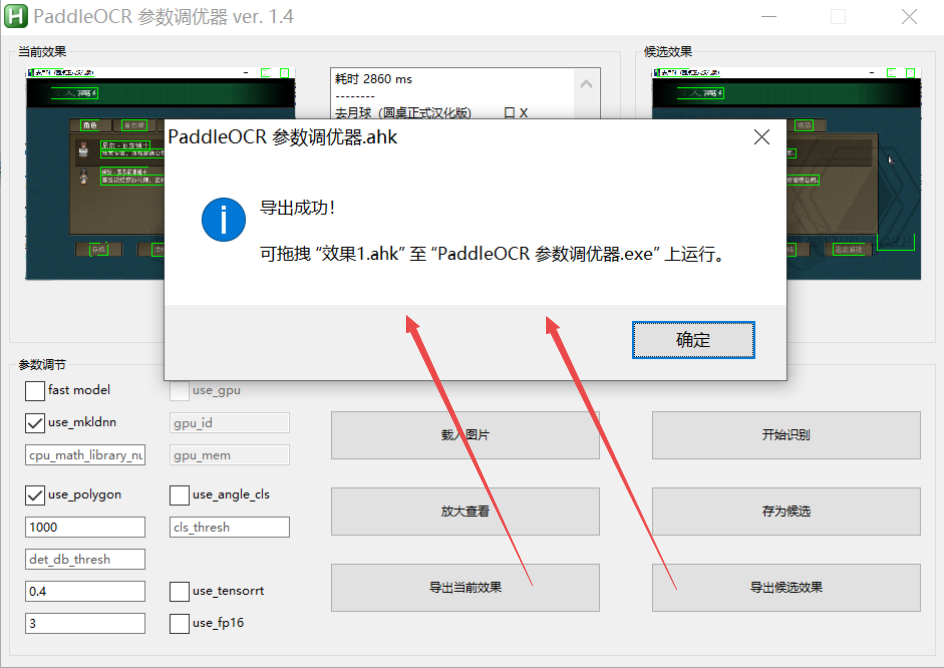 PaddleOCR 参数调优器 ver. 1.4
当前效果
候选效果
耗时 2860 ms
--------
去月球（圆桌正式汉化版） 口 X
PaddleOCR 参数调优器.ahk
导出成功！
可拖拽 “效果1.ahk” 至 “PaddleOCR 参数调优器.exe” 上运行。
确定
参数调节
fast model
use_gpu
use_mkldnn
gpu_id
载入图片
开始识别
cpu_math_library_nu
gpu_mem
use_polygon
use_angle_cls
放大查看
存为候选
1000
cls_thresh
det_db_thresh
导出当前效果
导出候选效果
0.4
use_tensorrt
3
use_fp16